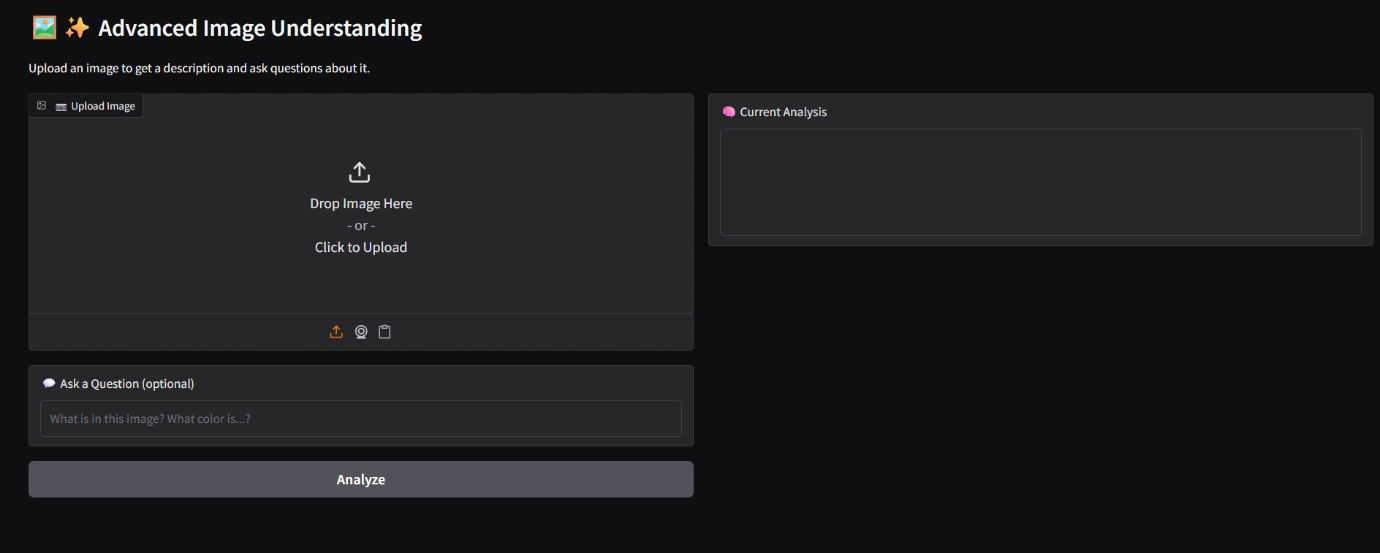 🖼️ ✨ Advanced Image Understanding
Upload an image to get a description and ask questions about it.
Upload Image
Drop Image Here
- or -
Click to Upload
💬 Ask a Question (optional)
What is in this image? What color is...?
Analyze
🧠 Current Analysis